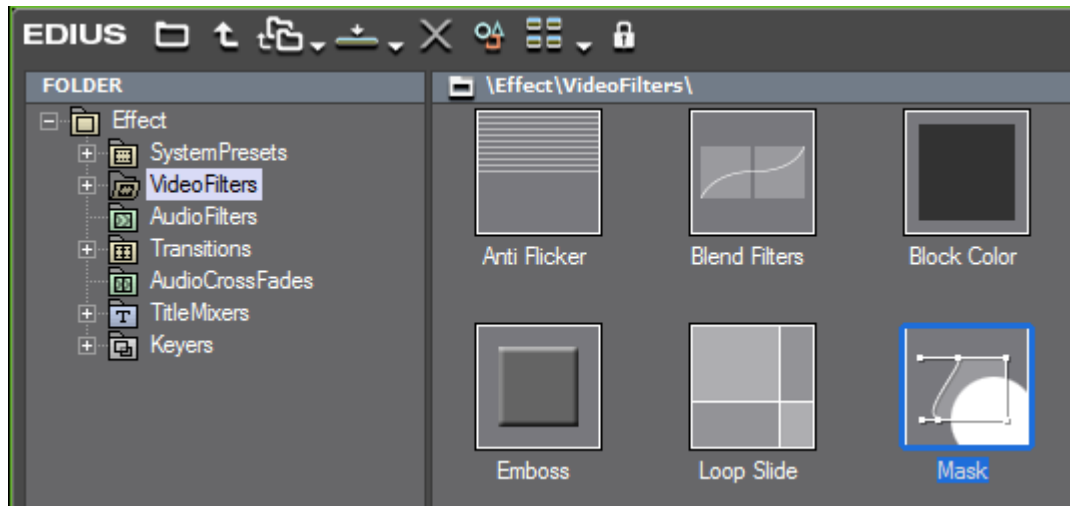 EDIUS
FOLDER
\Effect\VideoFilters\
Effect
SystemPresets
VideoFilters
AudioFilters
Transitions
AudioCrossFades
TitleMixers
Keyers
Anti Flicker
Blend Filters
Block Color
Emboss
Loop Slide
Mask